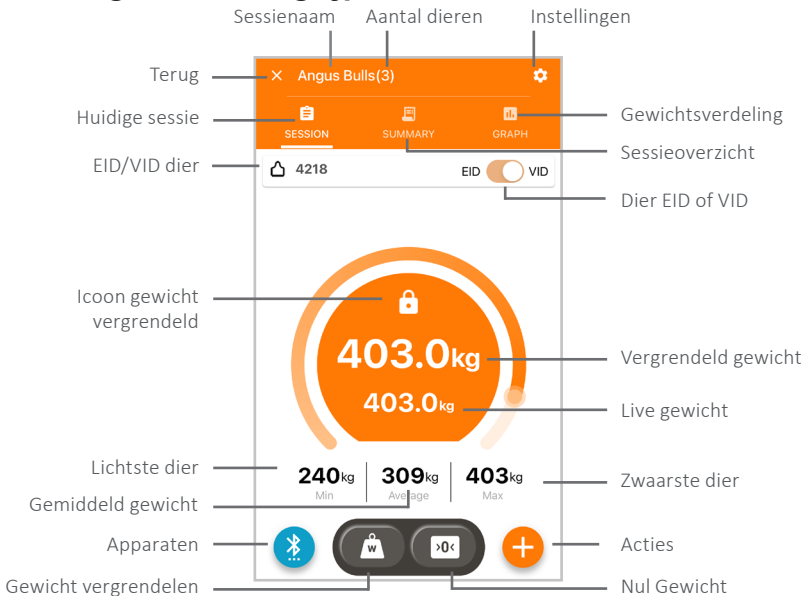 Sessienaam Aantal dieren Instellingen
Terug
Angus Bulls(3)
Huidige sessie
SESSION SUMMARY GRAPH
Gewichtsverdeling
Sessieoverzicht
EID/VID dier
4218 EID VID
Dier EID of VID
Icoon gewicht
vergrendeld
403.0kg
Vergrendeld gewicht
403.0kg
Live gewicht
Lichtste dier
240kg 309kg 403kg
Min Average Max
Zwaarste dier
Gemiddeld gewicht
Apparaten
W >0<
Acties
Gewicht vergrendelen
Nul Gewicht